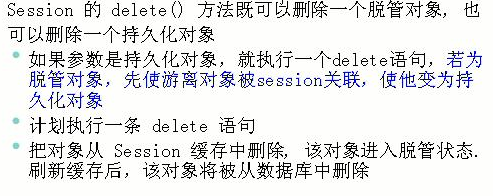 Session 的 delete() 方法既可以删除一个脱管对象, 也
可以删除一个持久化对象
如果参数是持久化对象, 就执行一个delete语句, 若为
脱管对象, 先使游离对象被session关联, 使他变为持
久化对象
计划执行一条 delete 语句
把对象从 Session 缓存中删除, 该对象进入脱管状态.
刷新缓存后, 该对象将被从数据库中删除